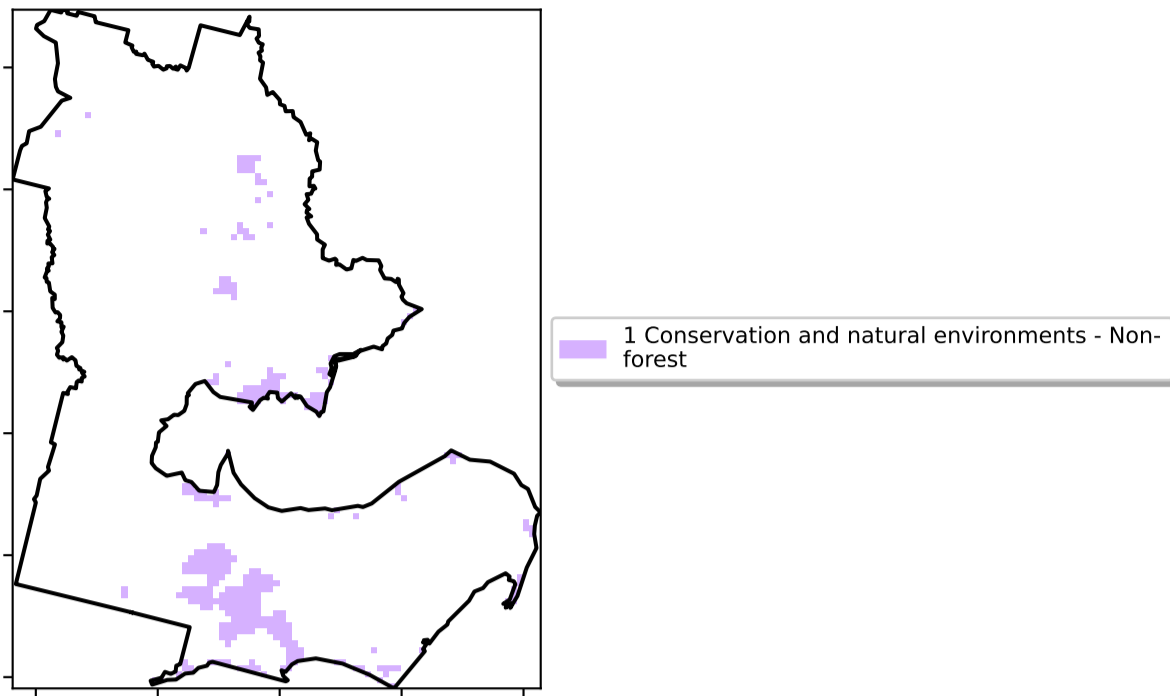 1 Conservation and natural environments - Non-
forest